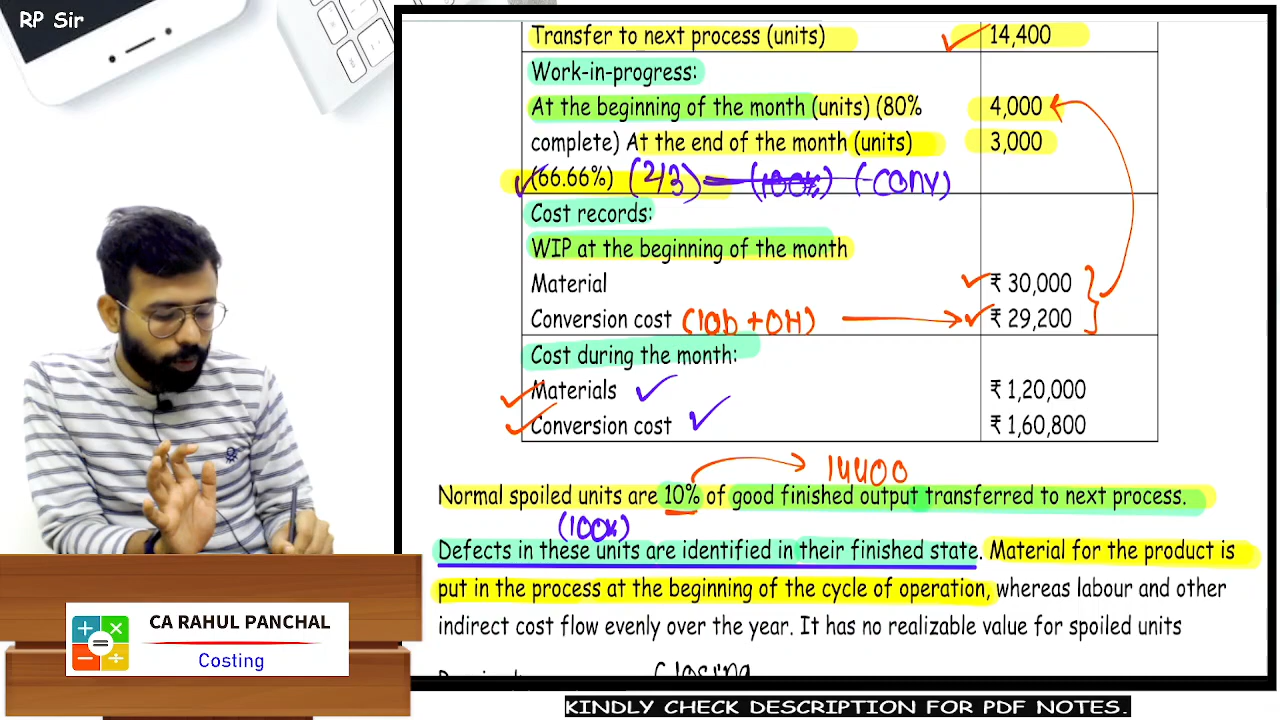 RP Sir
Transfer to next process (units) 14,400
Work-in-progress:
At the beginning of the month (units) (80% 4,000
complete) At the end of the month (units) 3,000
(66.66%) (2/3) (100%) (-Conv)
Cost records:
WIP at the beginning of the month
Material ₹ 30,000
Conversion cost (lab + OH) ₹ 29,200
Cost during the month:
Materials ₹ 1,20,000
Conversion cost ₹ 1,60,800
14400
Normal spoiled units are 10% of good finished output transferred to next process.
(100%)
Defects in these units are identified in their finished state. Material for the product is
put in the process at the beginning of the cycle of operation, whereas labour and other
indirect cost flow evenly over the year. It has no realizable value for spoiled units
Closing
CA RAHUL PANCHAL
Costing
KINDLY CHECK DESCRIPTION FOR PDF NOTES.